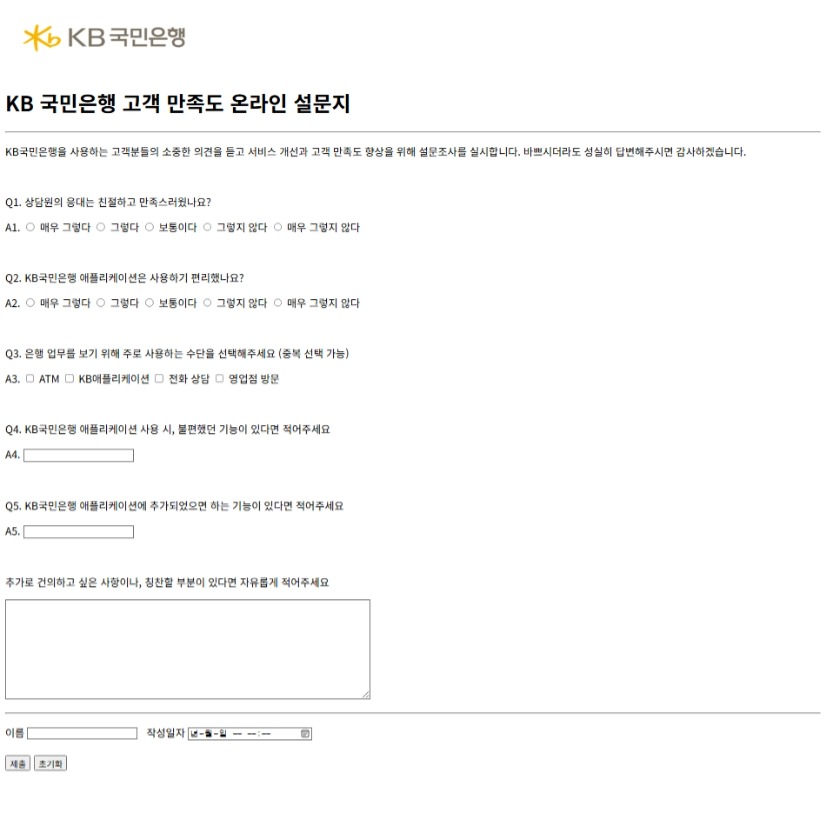 KB 국민은행
KB 국민은행 고객 만족도 온라인 설문지
KB국민은행을 사용하는 고객분들의 소중한 의견을 듣고 서비스 개선과 고객 만족도 향상을 위해 설문조사를 실시합니다. 바쁘시더라도 성실히 답변해주시면 감사하겠습니다.
Q1. 상담원의 응대는 친절하고 만족스러웠나요?
A1. 매우 그렇다 그렇다 보통이다 그렇지 않다 매우 그렇지 않다
Q2. KB국민은행 애플리케이션은 사용하기 편리했나요?
A2. 매우 그렇다 그렇다 보통이다 그렇지 않다 매우 그렇지 않다
Q3. 은행 업무를 보기 위해 주로 사용하는 수단을 선택해주세요 (중복 선택 가능)
A3. ATM KB애플리케이션 전화 상담 영업점 방문
Q4. KB국민은행 애플리케이션 사용 시, 불편했던 기능이 있다면 적어주세요
A4.
Q5. KB국민은행 애플리케이션에 추가되었으면 하는 기능이 있다면 적어주세요
A5.
추가로 건의하고 싶은 사항이나, 칭찬할 부분이 있다면 자유롭게 적어주세요
이름 작성일자 년-월-일 -- --:--
제출 초기화